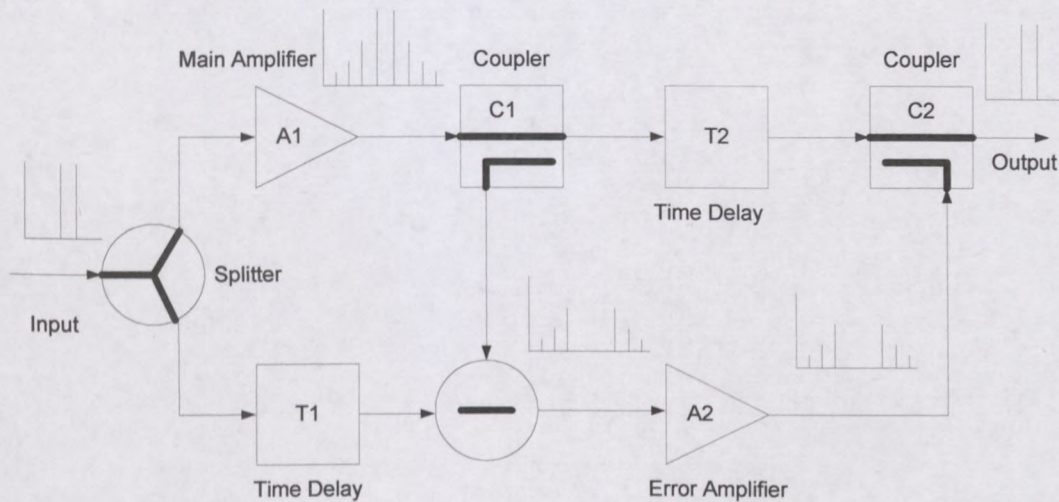 Main Amplifier
Coupler
Coupler
A1
C1
T2
C2
Output
Time Delay
Splitter
Input
T1
A2
Time Delay
Error Amplifier